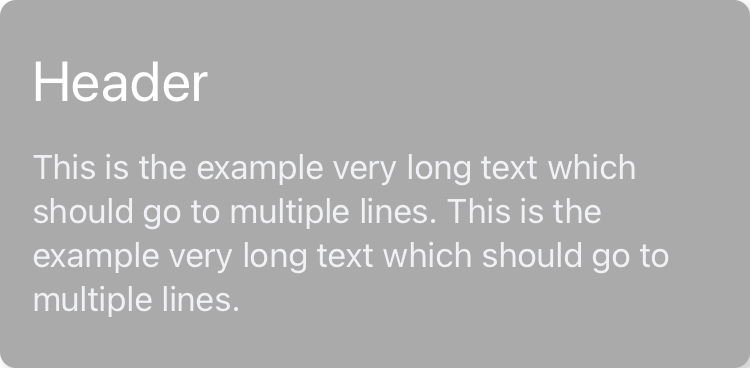 Header
This is the example very long text which
should go to multiple lines. This is the
example very long text which should go to
multiple lines.